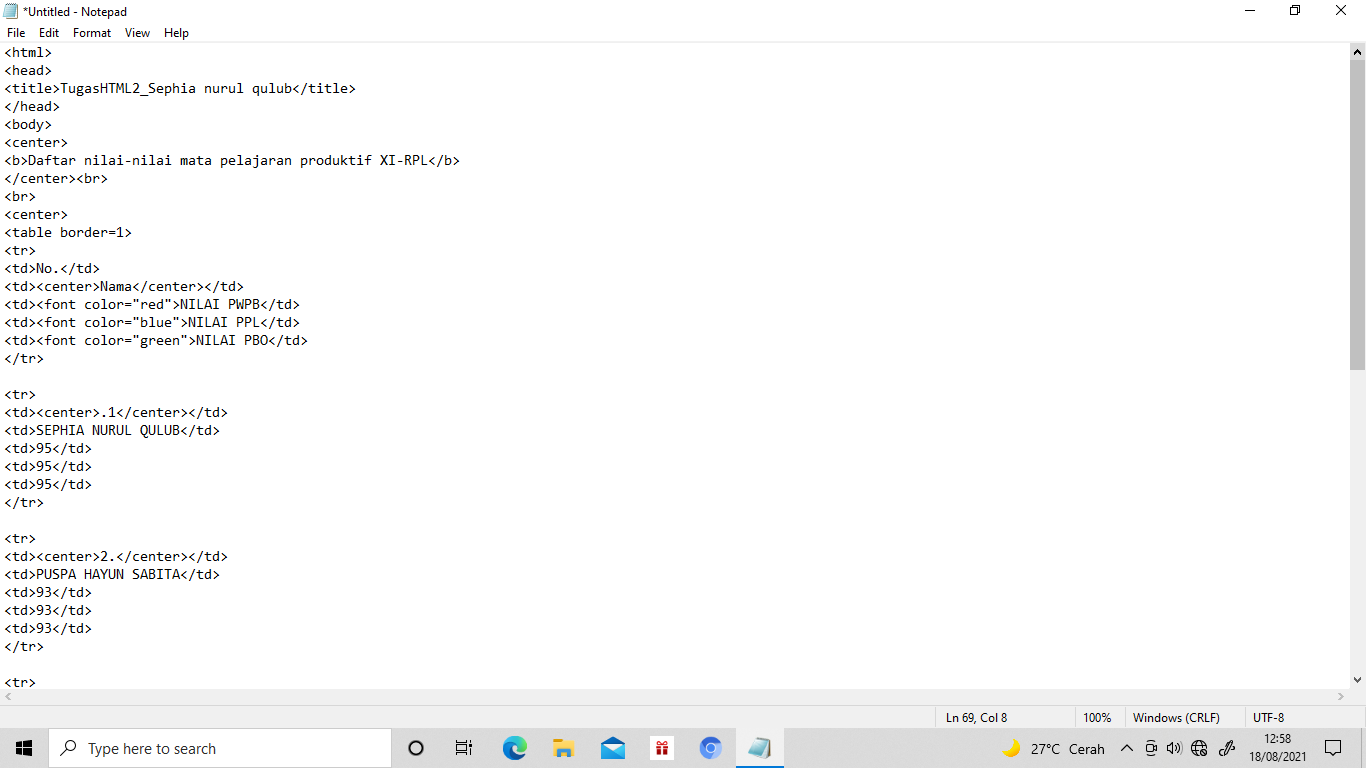 *Untitled - Notepad
File Edit Format View Help
<html>
<head>
<title>TugasHTML2_Sephia nurul qulub</title>
</head>
<body>
<center>
<b>Daftar nilai-nilai mata pelajaran produktif XI-RPL</b>
</center><br>
<br>
<center>
<table border=1>
<tr>
<td>No.</td>
<td><center>Nama</center></td>
<td><font color="red">NILAI PWPB</td>
<td><font color="blue">NILAI PPL</td>
<td><font color="green">NILAI PBO</td>
</tr>
<tr>
<td><center>.1</center></td>
<td>SEPHIA NURUL QULUB</td>
<td>95</td>
<td>95</td>
<td>95</td>
</tr>
<tr>
<td><center>2.</center></td>
<td>PUSPA HAYUN SABITA</td>
<td>93</td>
<td>93</td>
<td>93</td>
</tr>
<tr>
Ln 69, Col 8 100% Windows (CRLF) UTF-8
Type here to search 27°C Cerah 12:58
18/08/2021